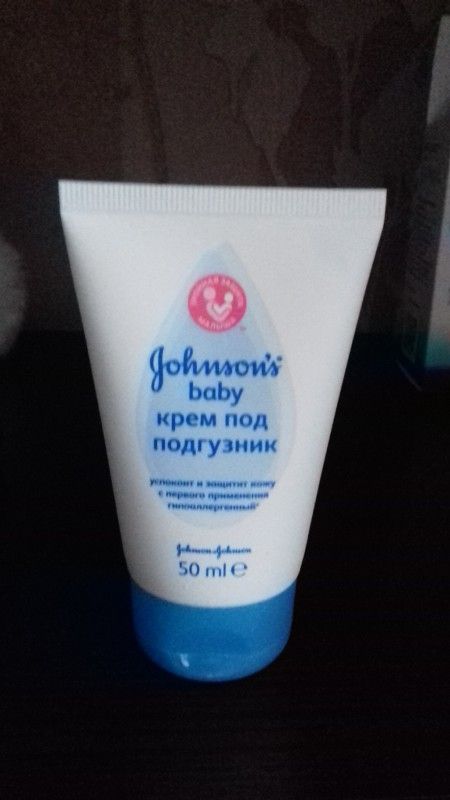 Johnson's
baby
крем под
подгузник
успокоит и защитит кожу
с первого применения
гипоаллергенный*
Johnson & Johnson
50 ml e